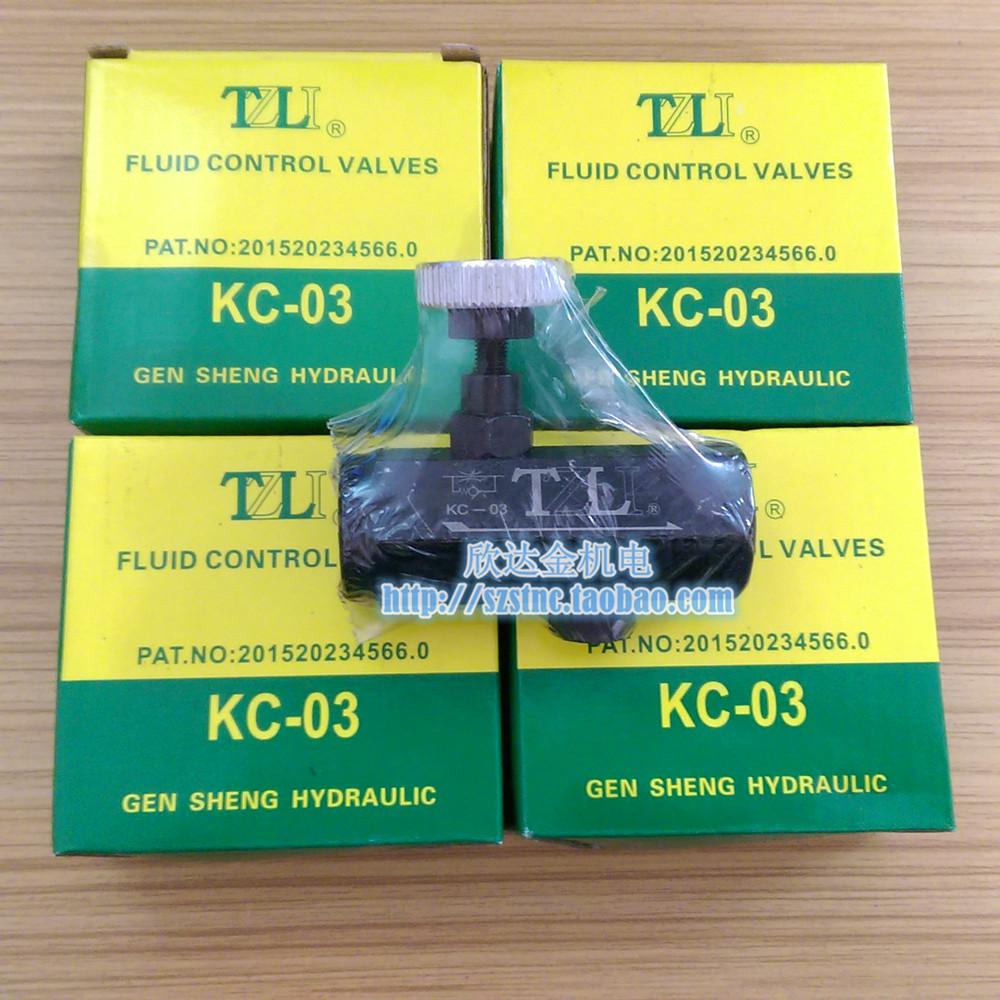 TZLI®
FLUID CONTROL VALVES
PAT.NO:201520234566.0
KC-03
GEN SHENG HYDRAULIC
TZLI®
FLUID CONTROL VALVES
PAT.NO:201520234566.0
KC-03
GEN SHENG HYDRAULIC
KC-03 TZLI®
欣达金机电
http://szstnc.taobao.com
TZLI®
FLUID CONTROL
PAT.NO:201520234566.0
KC-03
GEN SHENG HYDRAULIC
®
VALVES
PAT.NO:201520234566.0
KC-03
GEN SHENG HYDRAULIC